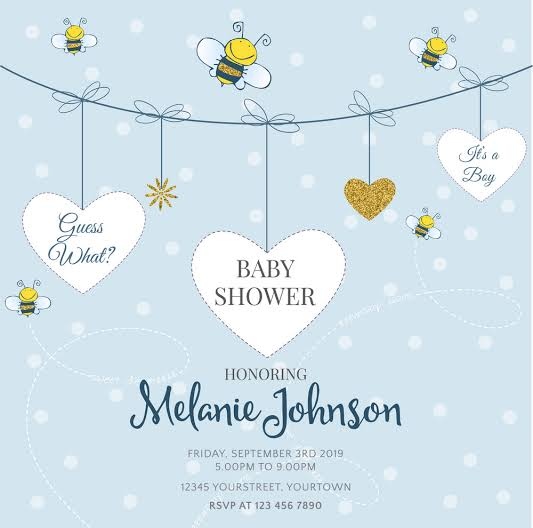 Guess
What?
It's a
Boy
BABY
SHOWER
HONORING
Melanie Johnson
FRIDAY, SEPTEMBER 3RD 2019
5.00PM TO 9.00PM
12345 YOURSTREET, YOURTOWN
RSVP AT 123 456 7890